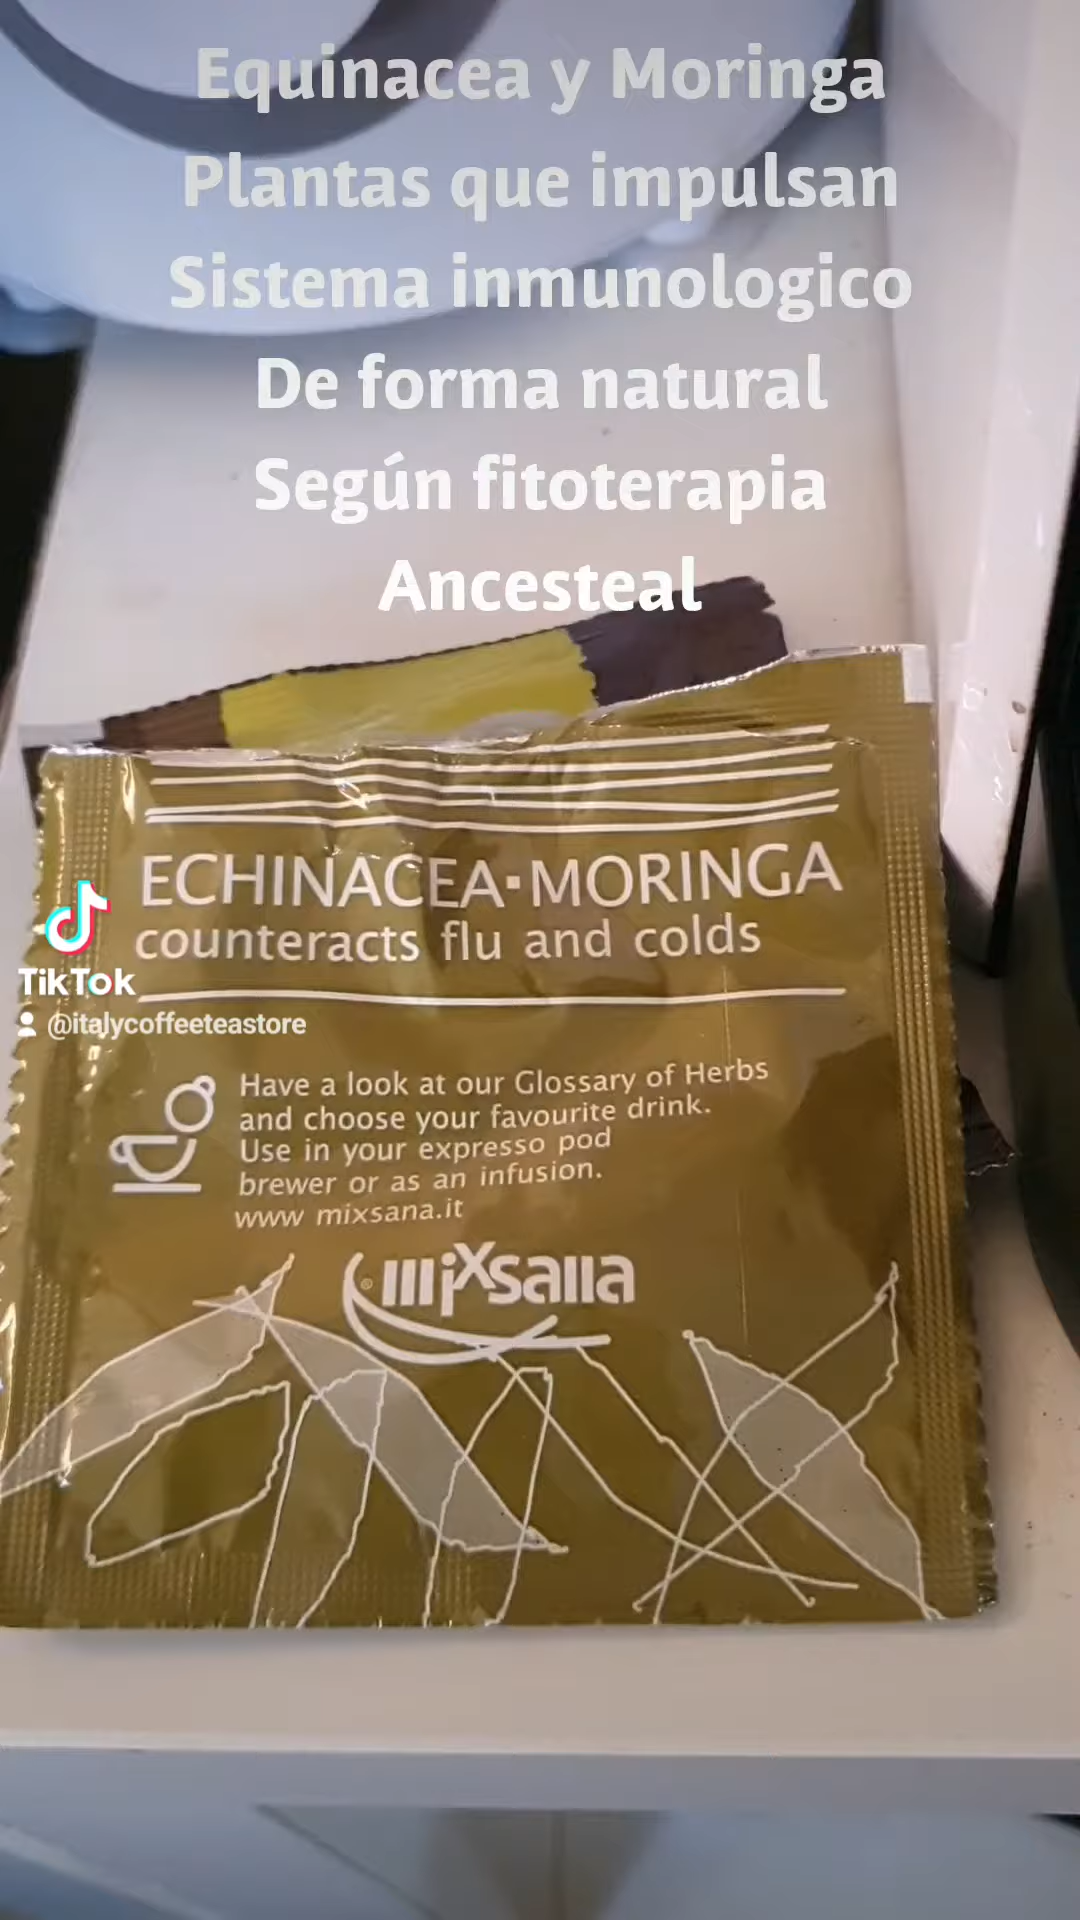 Equinacea y Moringa
Plantas que impulsan
Sistema inmunologico
De forma natural
Según fitoterapia
Ancesteal
ECHINACEA·MORINGA
counteracts flu and colds
TikTok
@italycoffeeteastore
Have a look at our Glossary of Herbs
and choose your favourite drink.
Use in your expresso pod
brewer or as an infusion.
www mixsana.it
mixsana